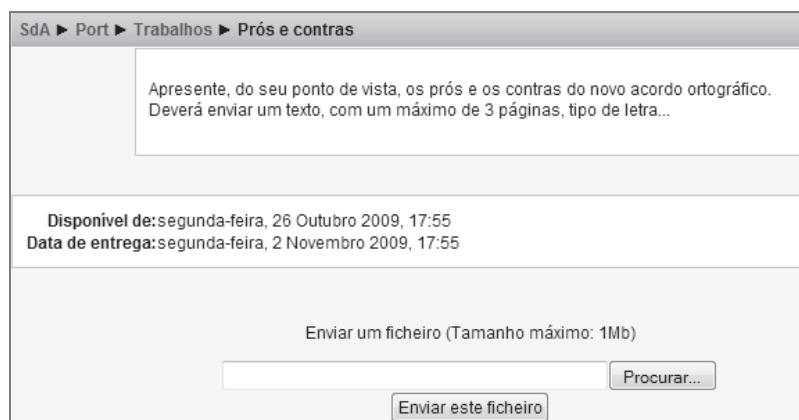 SdA ► Port ► Trabalhos ► Prós e contras
Apresente, do seu ponto de vista, os prós e os contras do novo acordo ortográfico.
Deverá enviar um texto, com um máximo de 3 páginas, tipo de letra...
Disponível de:segunda-feira, 26 Outubro 2009, 17:55
Data de entrega:segunda-feira, 2 Novembro 2009, 17:55
Enviar um ficheiro (Tamanho máximo: 1Mb)
Procurar...
Enviar este ficheiro